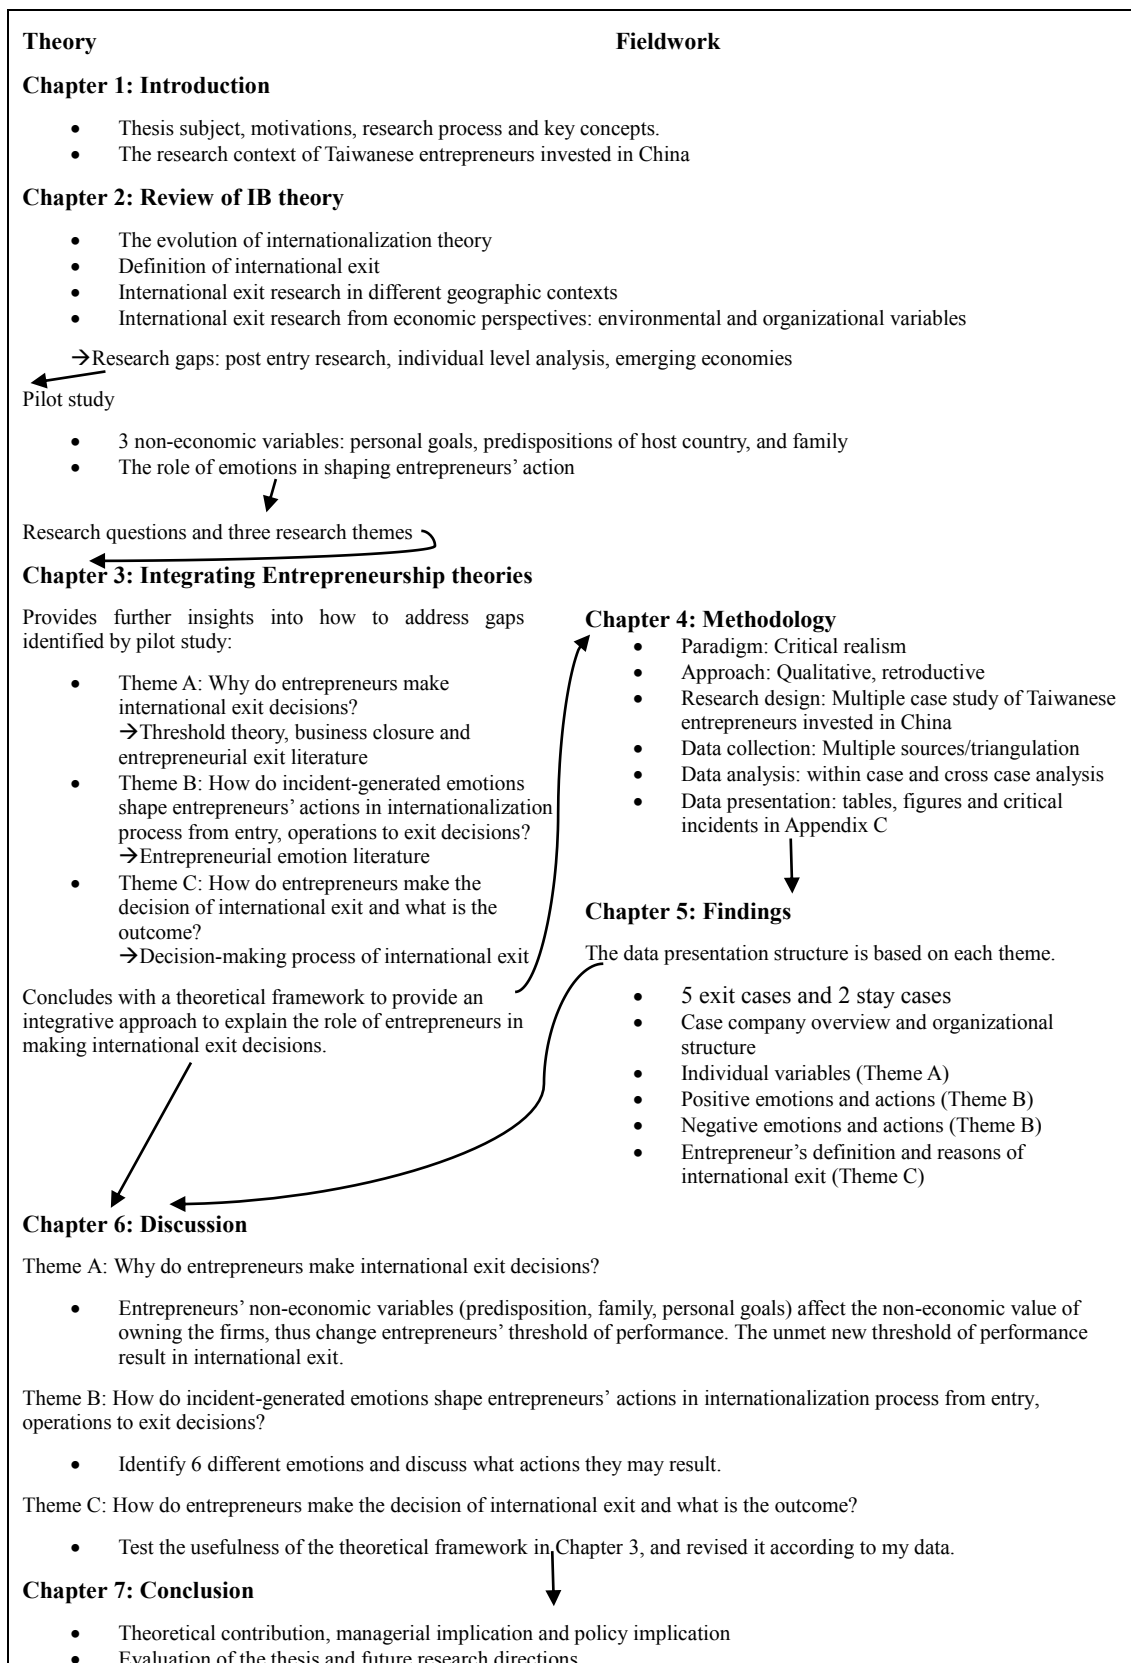 Theory Fieldwork
Chapter 1: Introduction
• Thesis subject, motivations, research process and key concepts.
• The research context of Taiwanese entrepreneurs invested in China
Chapter 2: Review of IB theory
• The evolution of internationalization theory
• Definition of international exit
• International exit research in different geographic contexts
• International exit research from economic perspectives: environmental and organizational variables
→Research gaps: post entry research, individual level analysis, emerging economies
Pilot study
• 3 non-economic variables: personal goals, predispositions of host country, and family
• The role of emotions in shaping entrepreneurs' action
Research questions and three research themes
Chapter 3: Integrating Entrepreneurship theories
Provides further insights into how to address gaps
identified by pilot study:
• Theme A: Why do entrepreneurs make
international exit decisions?
→Threshold theory, business closure and
entrepreneurial exit literature
• Theme B: How do incident-generated emotions
shape entrepreneurs' actions in internationalization
process from entry, operations to exit decisions?
→Entrepreneurial emotion literature
• Theme C: How do entrepreneurs make the
decision of international exit and what is the
outcome?
→Decision-making process of international exit
Concludes with a theoretical framework to provide an
integrative approach to explain the role of entrepreneurs in
making international exit decisions.
Chapter 4: Methodology
• Paradigm: Critical realism
• Approach: Qualitative, retroductive
• Research design: Multiple case study of Taiwanese
entrepreneurs invested in China
• Data collection: Multiple sources/triangulation
• Data analysis: within case and cross case analysis
• Data presentation: tables, figures and critical
incidents in Appendix C
Chapter 5: Findings
The data presentation structure is based on each theme.
• 5 exit cases and 2 stay cases
• Case company overview and organizational
structure
• Individual variables (Theme A)
• Positive emotions and actions (Theme B)
• Negative emotions and actions (Theme B)
• Entrepreneur's definition and reasons of
international exit (Theme C)
Chapter 6: Discussion
Theme A: Why do entrepreneurs make international exit decisions?
• Entrepreneurs' non-economic variables (predisposition, family, personal goals) affect the non-economic value of
owning the firms, thus change entrepreneurs' threshold of performance. The unmet new threshold of performance
result in international exit.
Theme B: How do incident-generated emotions shape entrepreneurs' actions in internationalization process from entry,
operations to exit decisions?
• Identify 6 different emotions and discuss what actions they may result.
Theme C: How do entrepreneurs make the decision of international exit and what is the outcome?
• Test the usefulness of the theoretical framework in Chapter 3, and revised it according to my data.
Chapter 7: Conclusion
• Theoretical contribution, managerial implication and policy implication
• Evaluation of the thesis and future research directions